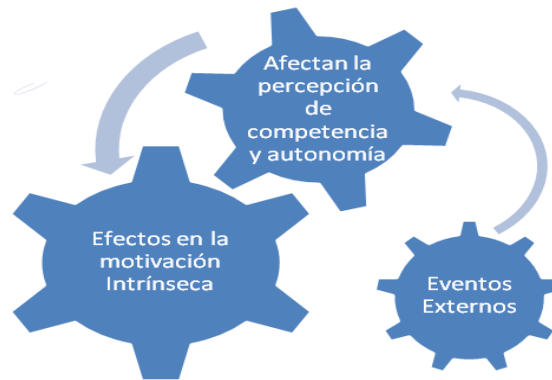 Afectan la
percepción
de
competencia
y autonomía
Efectos en la
motivación
Intrínseca
Eventos
Externos